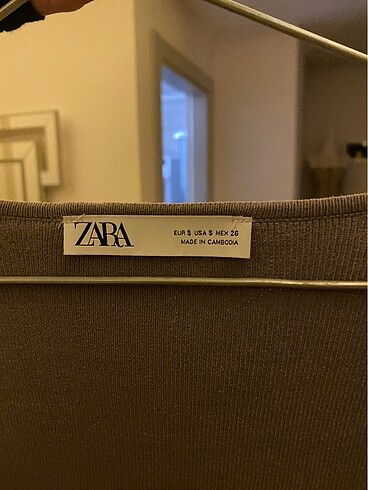 ZARA
EUR S USA S MEX 26
MADE IN CAMBODIA